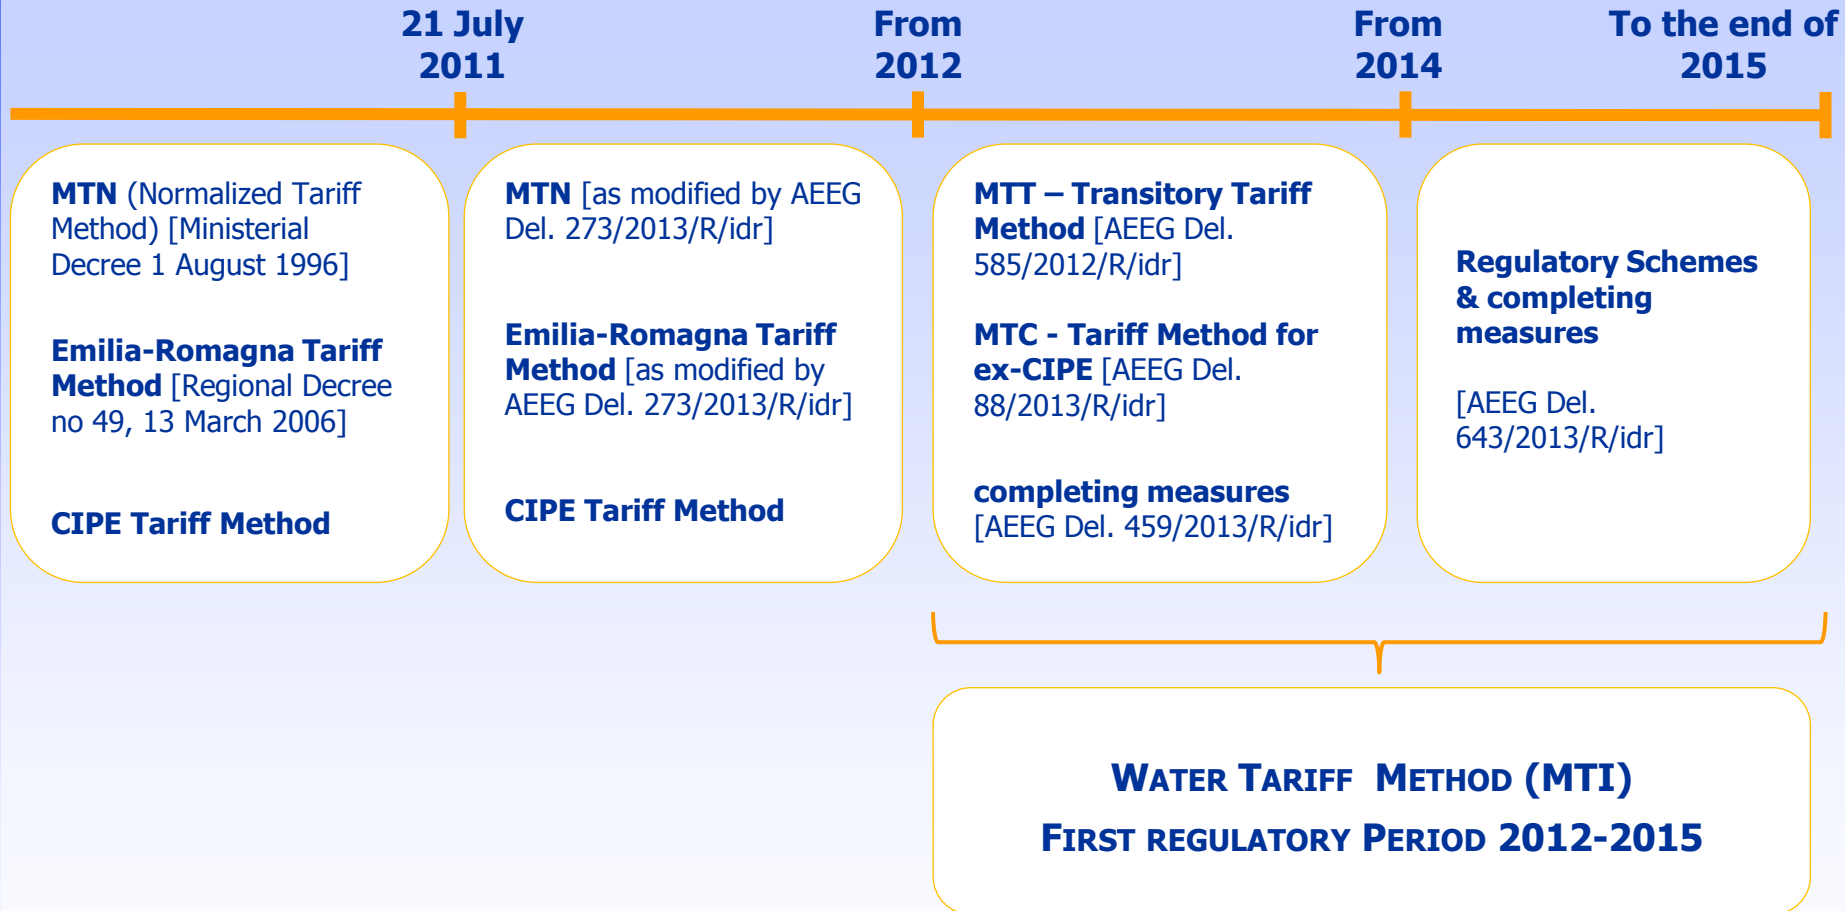 21 July
2011
From
2012
From
2014
To the end of
2015
MTN (Normalized Tariff
Method) [Ministerial
Decree 1 August 1996]
Emilia-Romagna Tariff
Method [Regional Decree
no 49, 13 March 2006]
CIPE Tariff Method
MTN [as modified by AEEG
Del. 273/2013/R/idr]
Emilia-Romagna Tariff
Method [as modified by
AEEG Del. 273/2013/R/idr]
CIPE Tariff Method
MTT – Transitory Tariff
Method [AEEG Del.
585/2012/R/idr]
MTC - Tariff Method for
ex-CIPE [AEEG Del.
88/2013/R/idr]
completing measures
[AEEG Del. 459/2013/R/idr]
Regulatory Schemes
& completing
measures
[AEEG Del.
643/2013/R/idr]
WATER TARIFF METHOD (MTI)
FIRST REGULATORY PERIOD 2012-2015